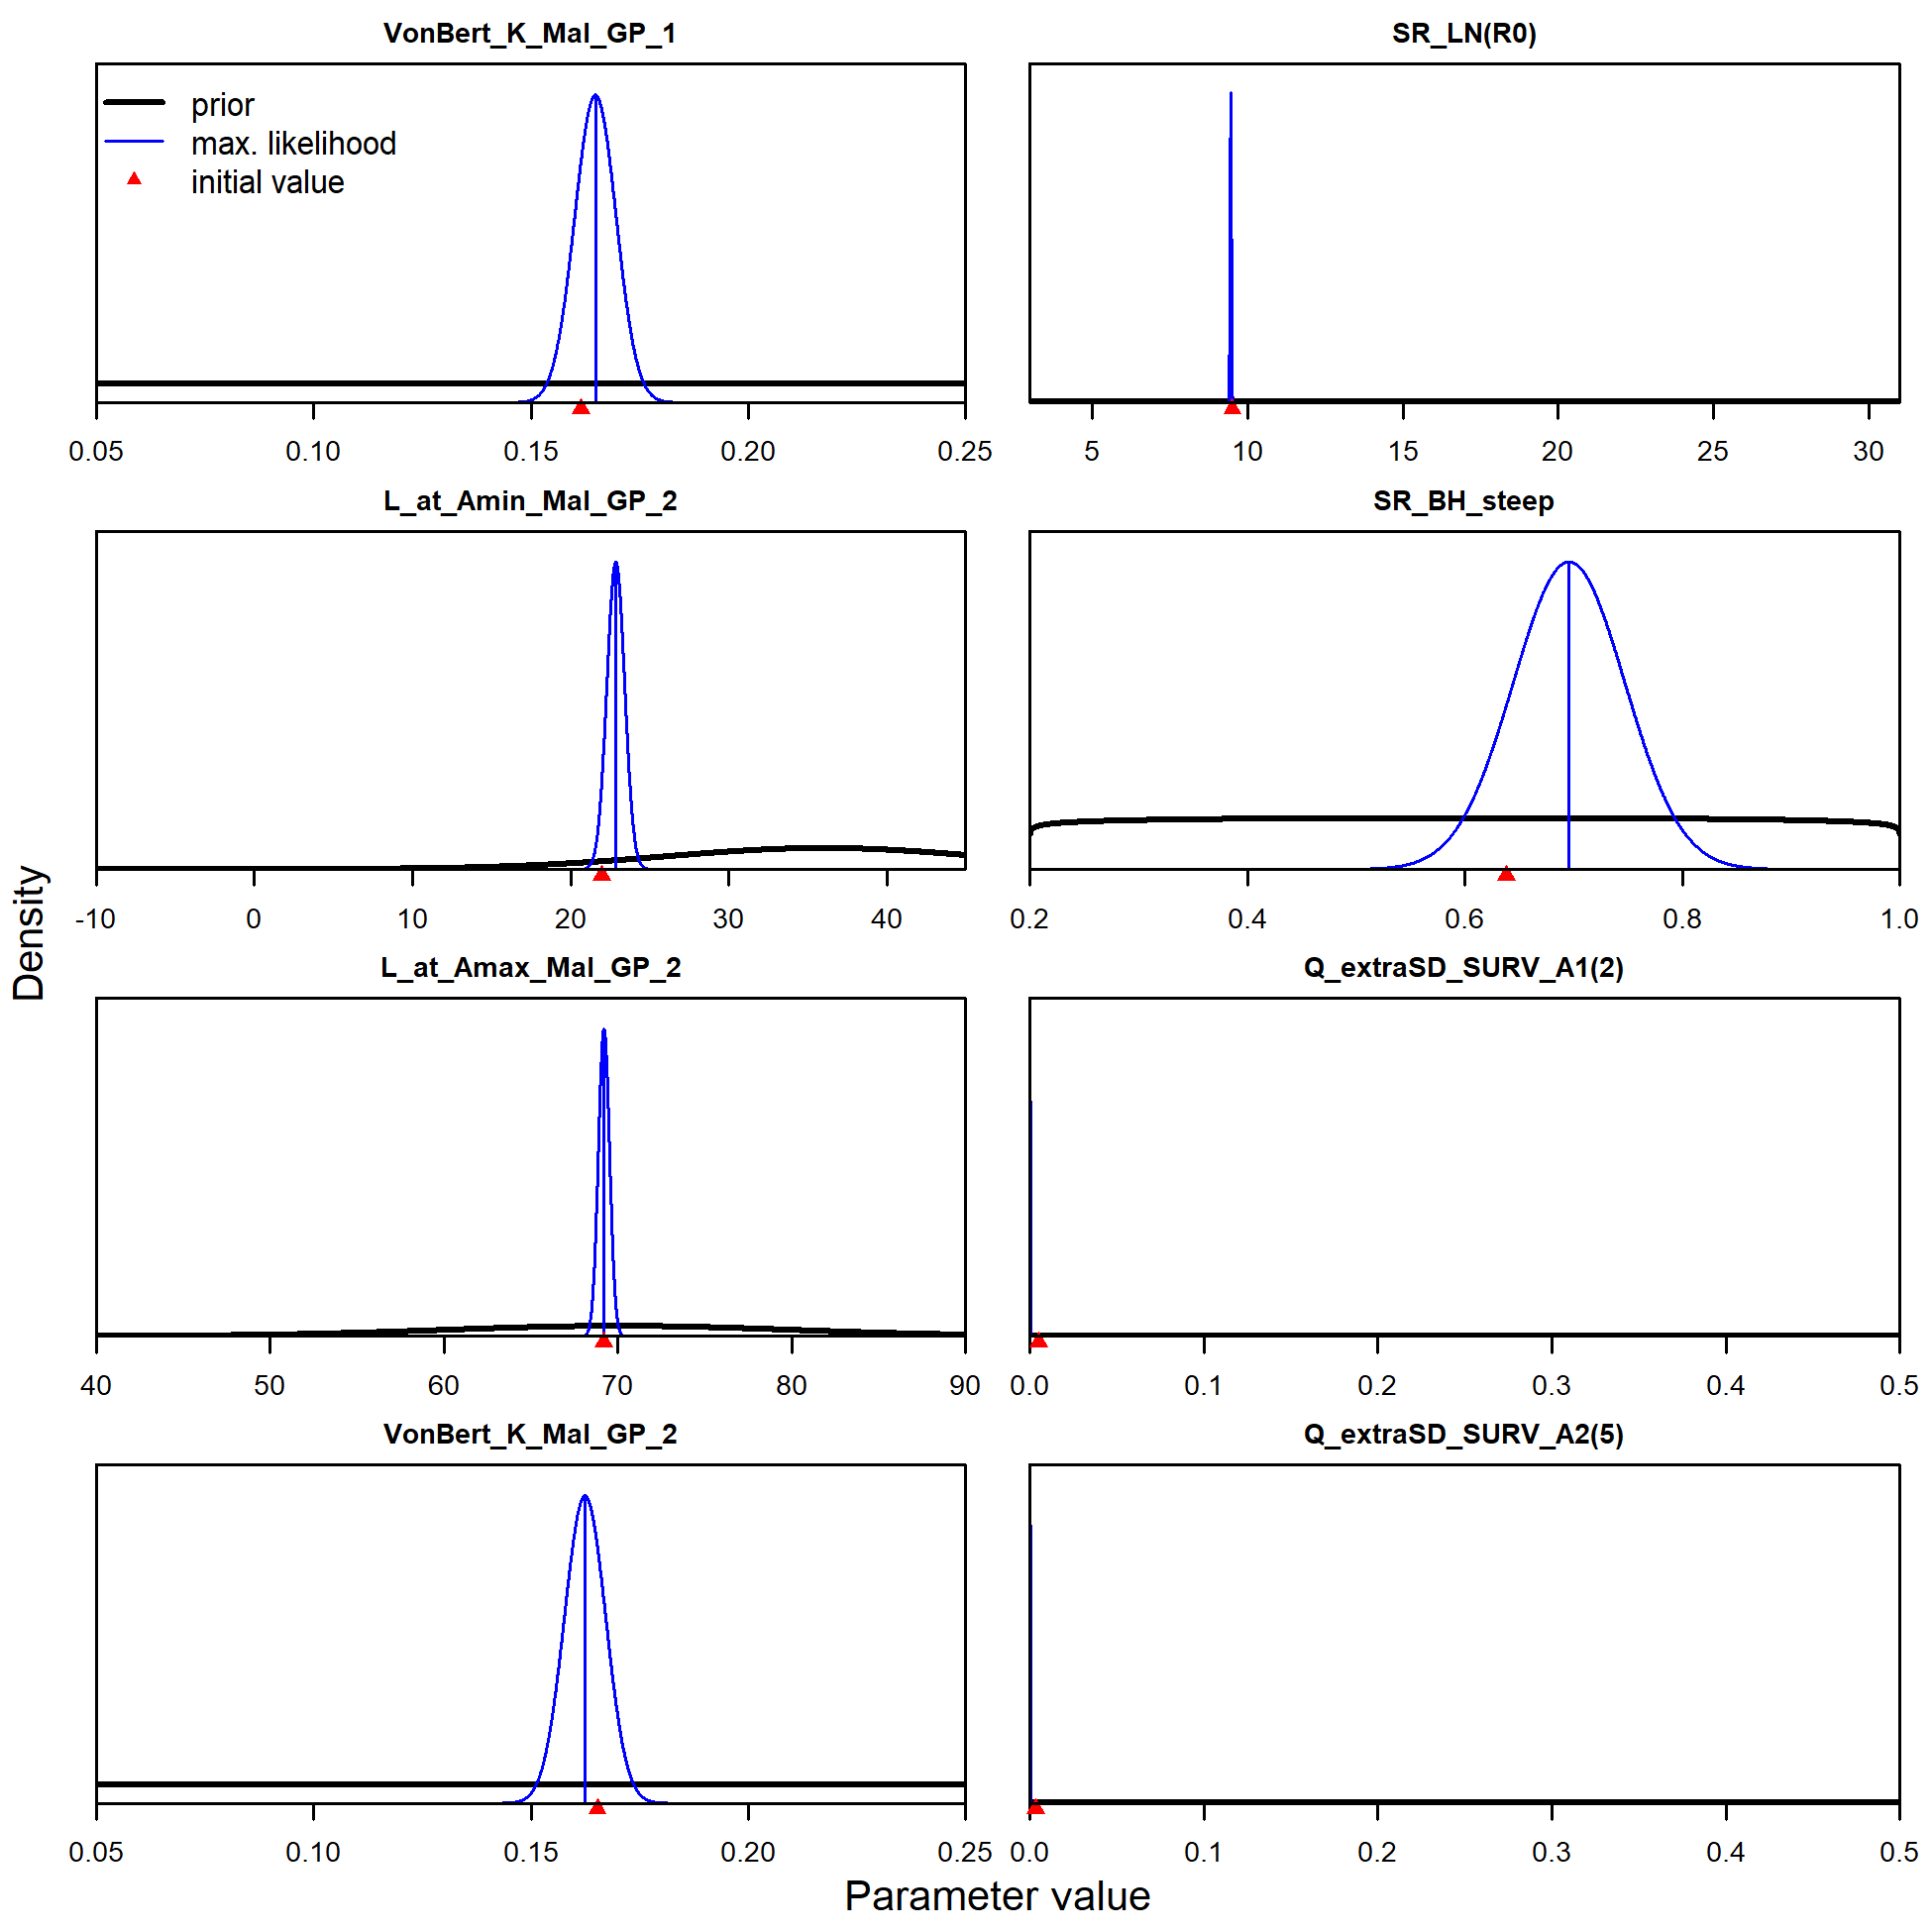 VonBert_K_Mal_GP_1
prior
max. likelihood
initial value
0.05 0.10 0.15 0.20 0.25
SR_LN(R0)
5 10 15 20 25 30
L_at_Amin_Mal_GP_2
-10 0 10 20 30 40
SR_BH_steep
0.2 0.4 0.6 0.8 1.0
L_at_Amax_Mal_GP_2
40 50 60 70 80 90
Q_extraSD_SURV_A1(2)
0.0 0.1 0.2 0.3 0.4 0.5
VonBert_K_Mal_GP_2
0.05 0.10 0.15 0.20 0.25
Q_extraSD_SURV_A2(5)
0.0 0.1 0.2 0.3 0.4 0.5
Density
Parameter value